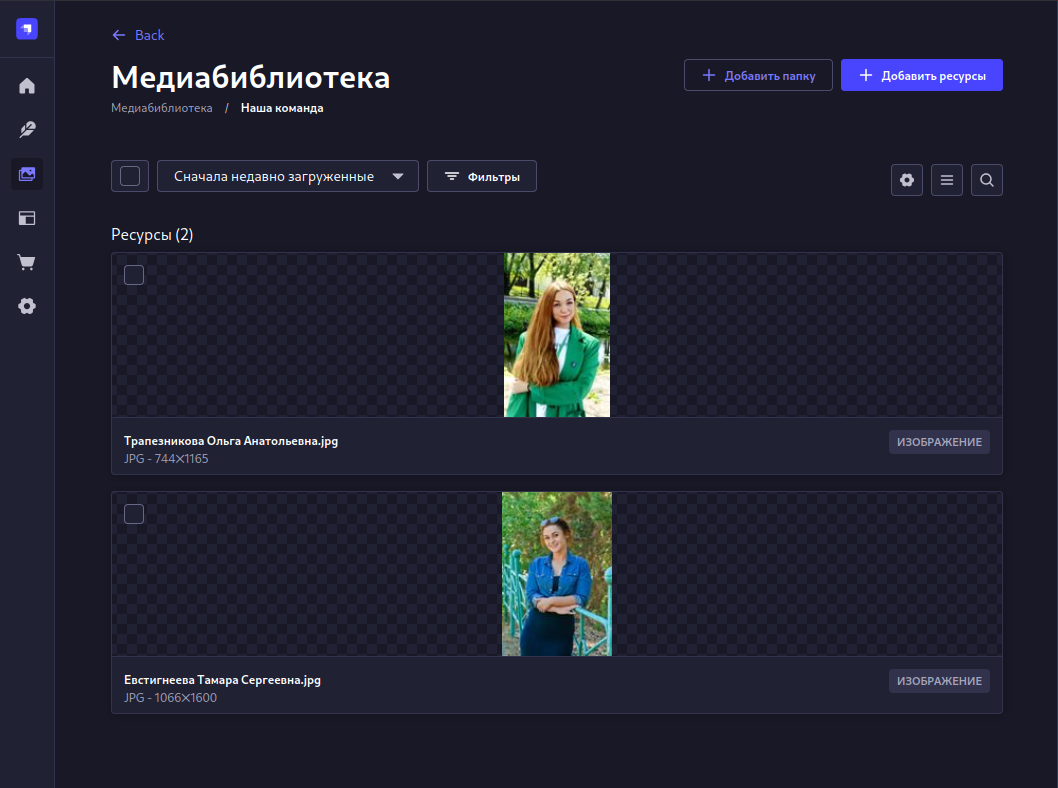 Back
Медиабиблиотека
Добавить папку
Добавить ресурсы
Медиабиблиотека / Наша команда
Сначала недавно загруженные
Фильтры
Ресурсы (2)
Трапезникова Ольга Анатольевна.jpg
ИЗОБРАЖЕНИЕ
JPG - 744✕1165
Евстигнеева Тамара Сергеевна.jpg
ИЗОБРАЖЕНИЕ
JPG - 1066✕1600